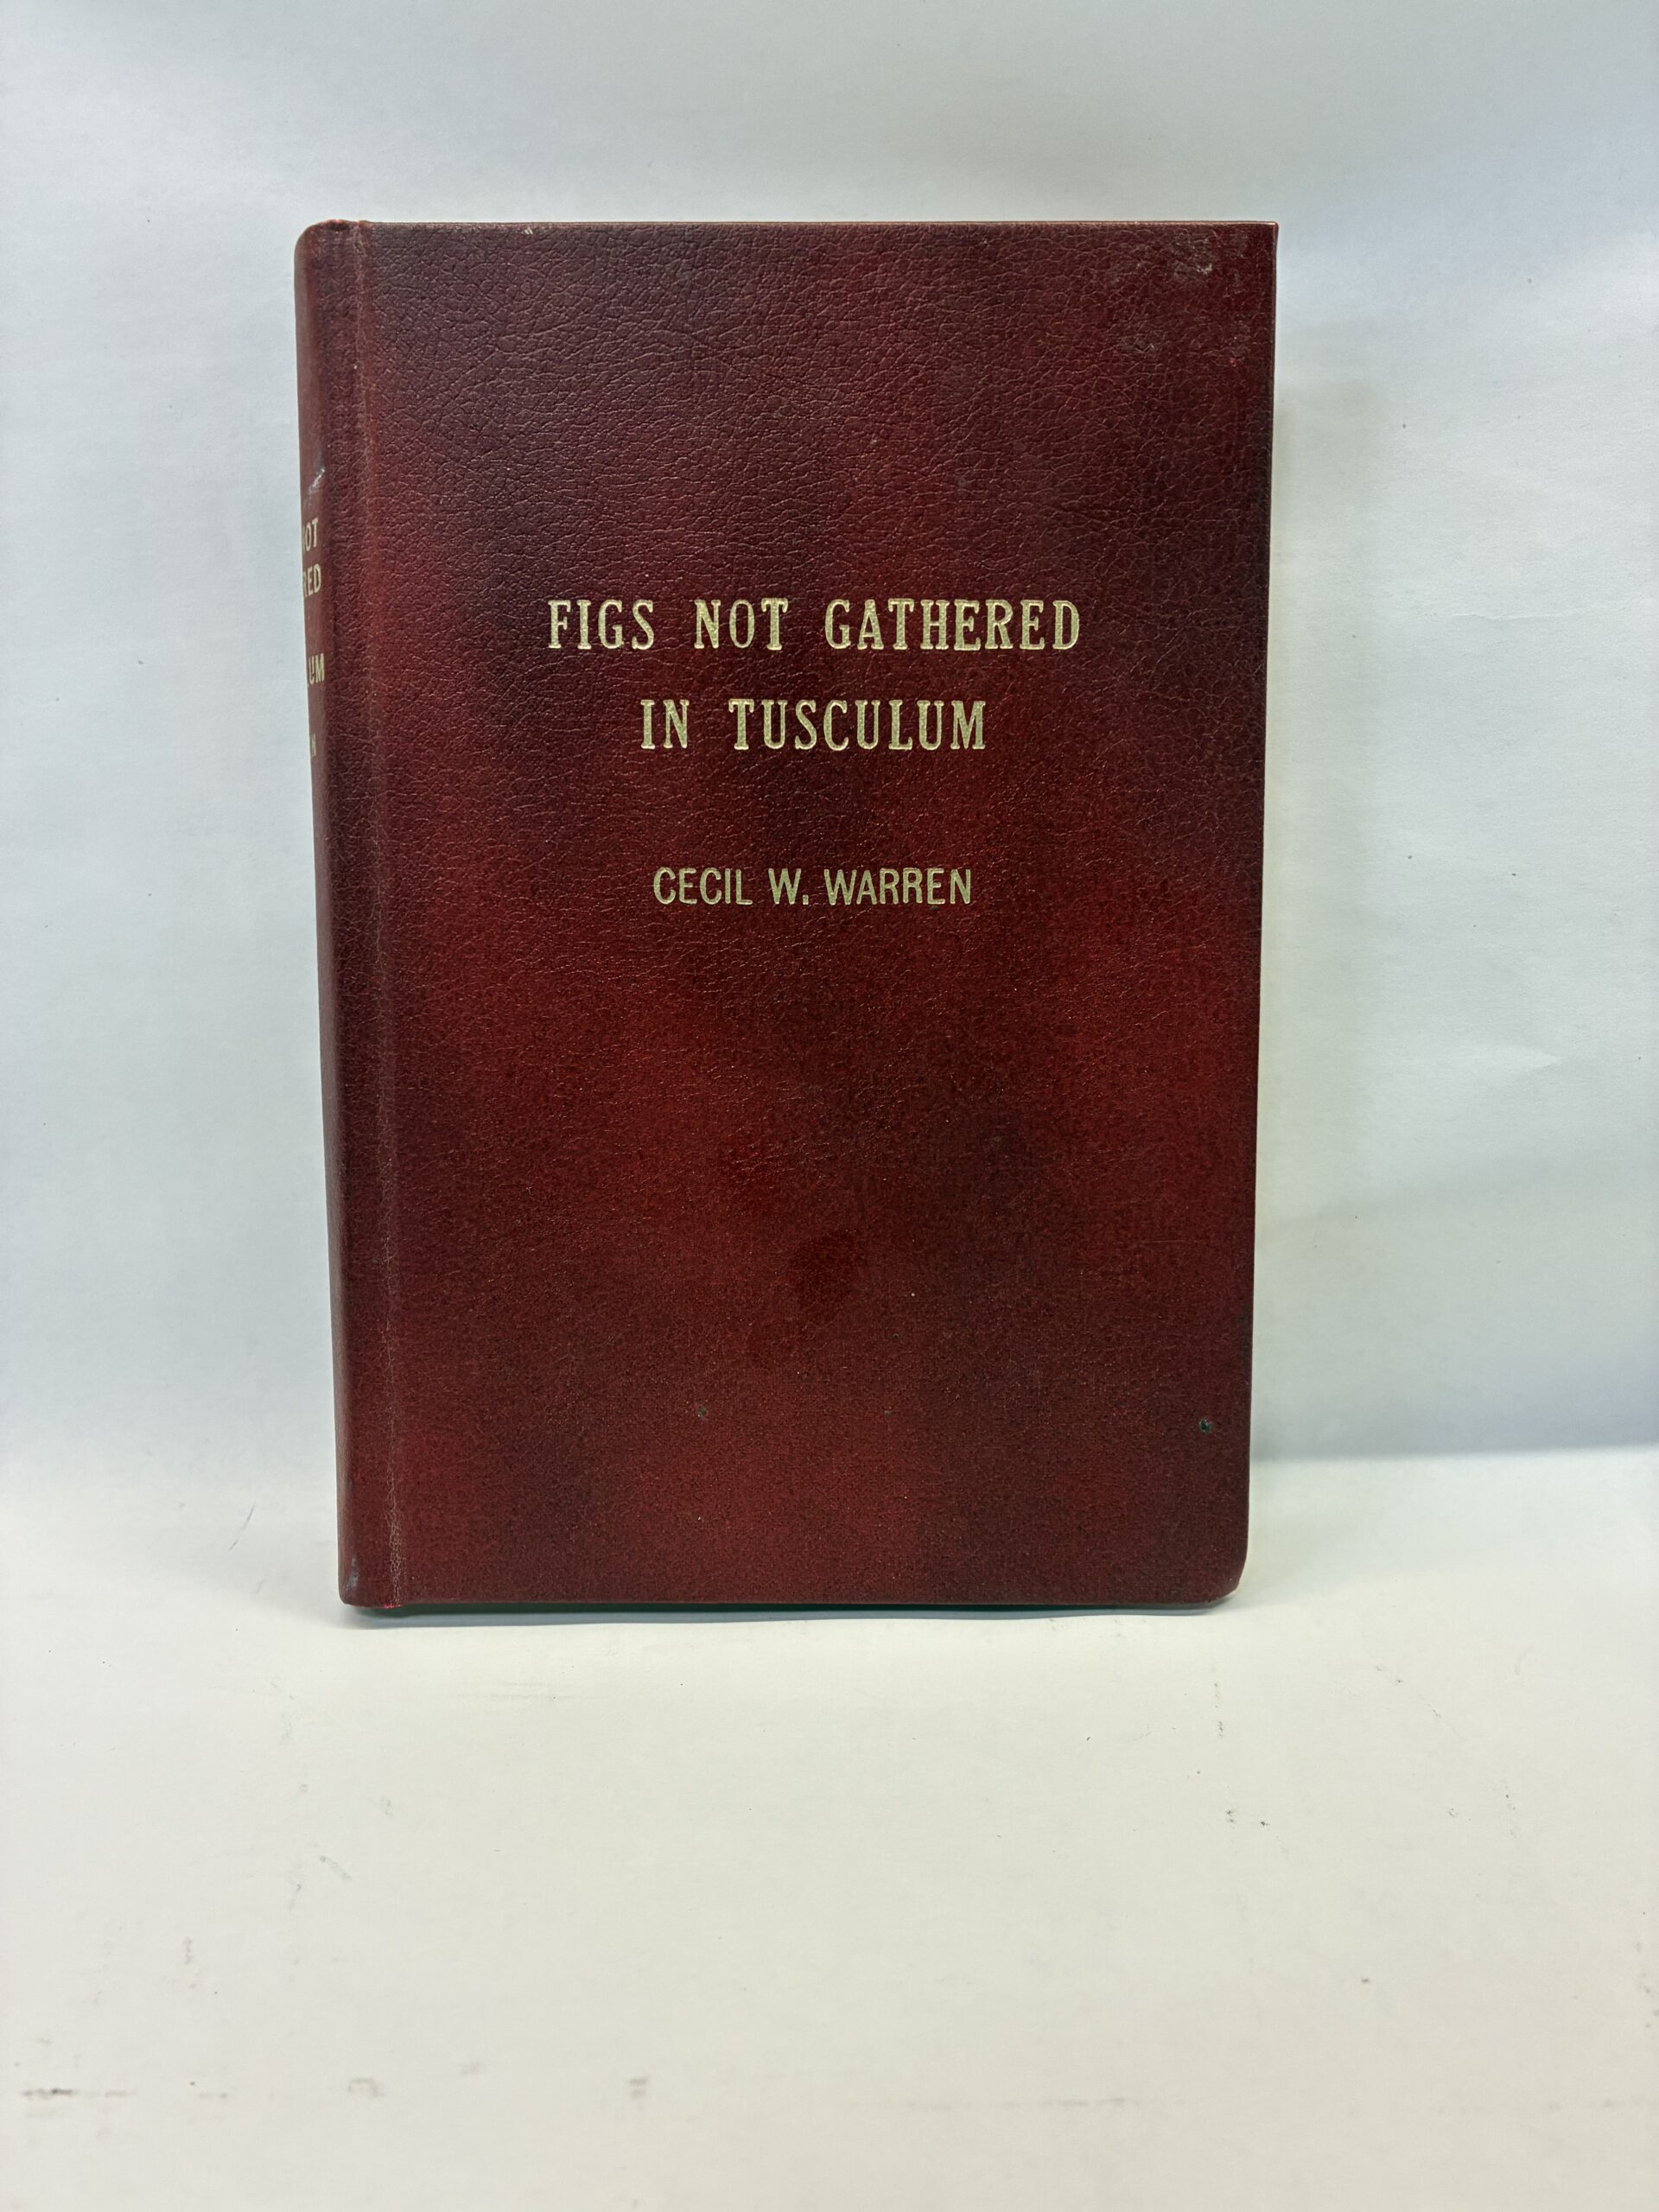 FIGS NOT GATHERED
IN TUSCULUM
CECIL W. WARREN